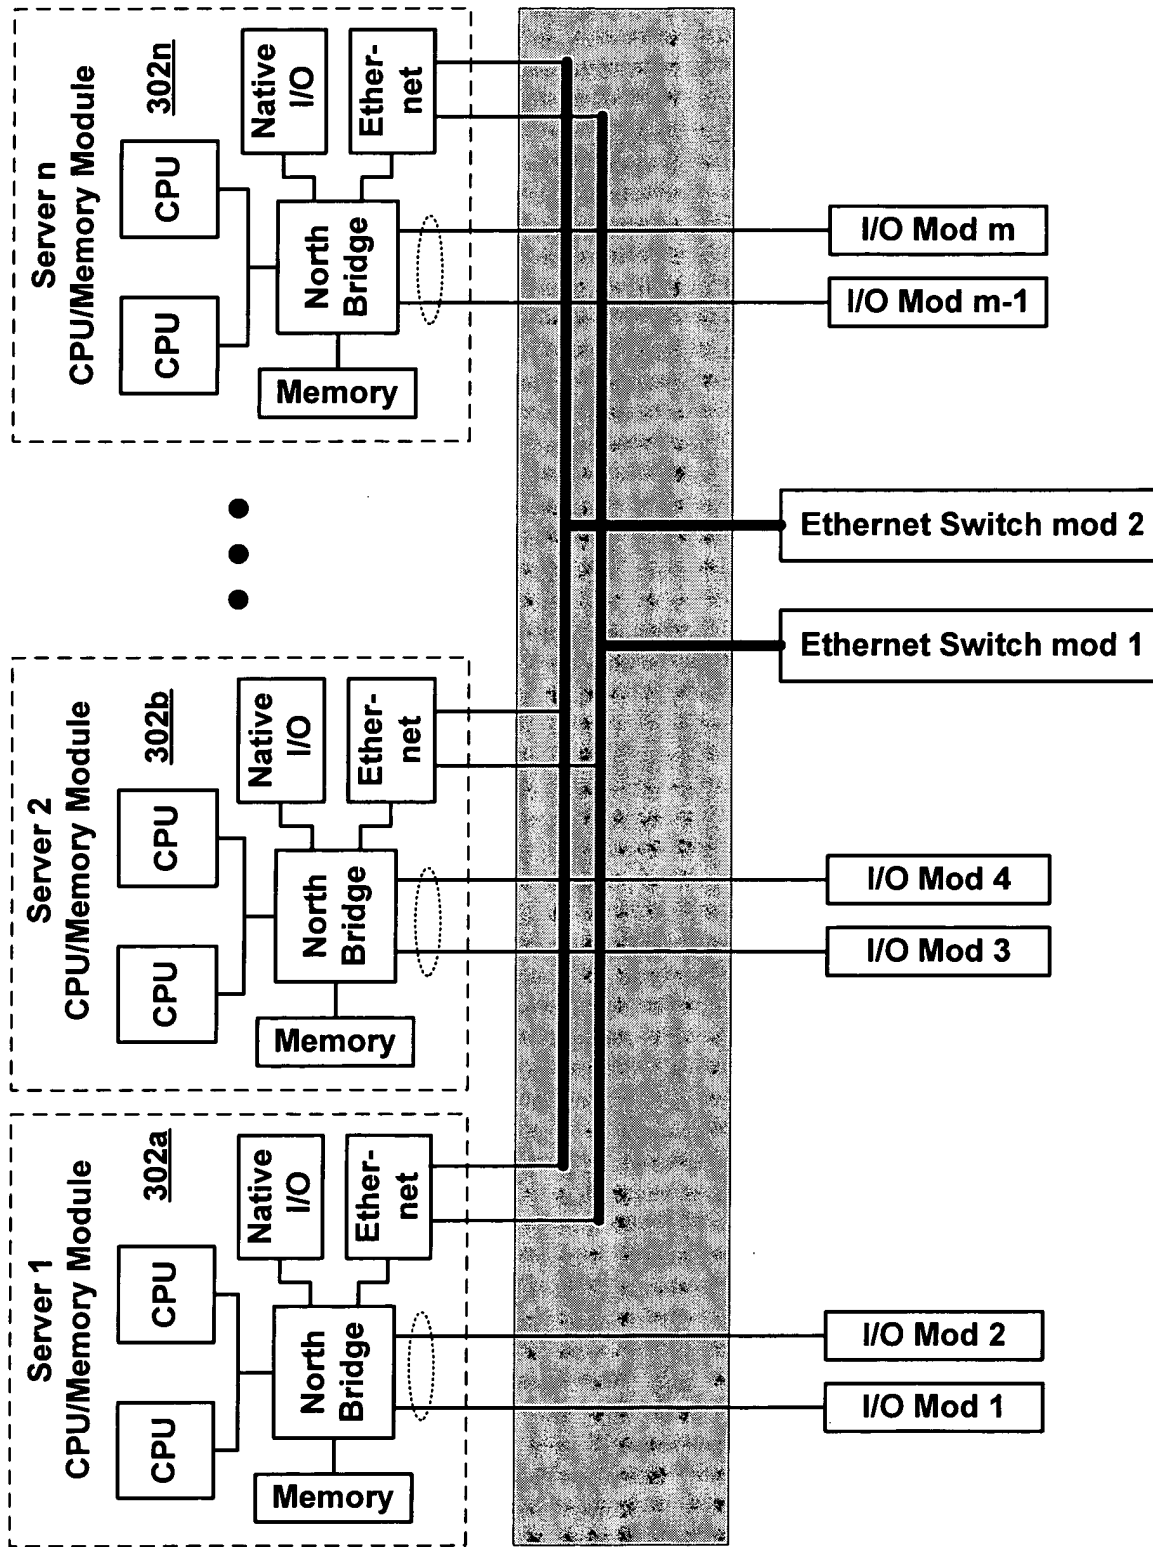 Server n
CPU/Memory Module
302n
CPU
CPU
Native
I/O
Ether-
net
North
Bridge
Memory
I/O Mod m
I/O Mod m-1
Ethernet Switch mod 2
Ethernet Switch mod 1
Server 2
CPU/Memory Module
302b
CPU
CPU
Native
I/O
Ether-
net
North
Bridge
Memory
I/O Mod 4
I/O Mod 3
Server 1
CPU/Memory Module
302a
CPU
CPU
Native
I/O
Ether-
net
North
Bridge
Memory
I/O Mod 2
I/O Mod 1